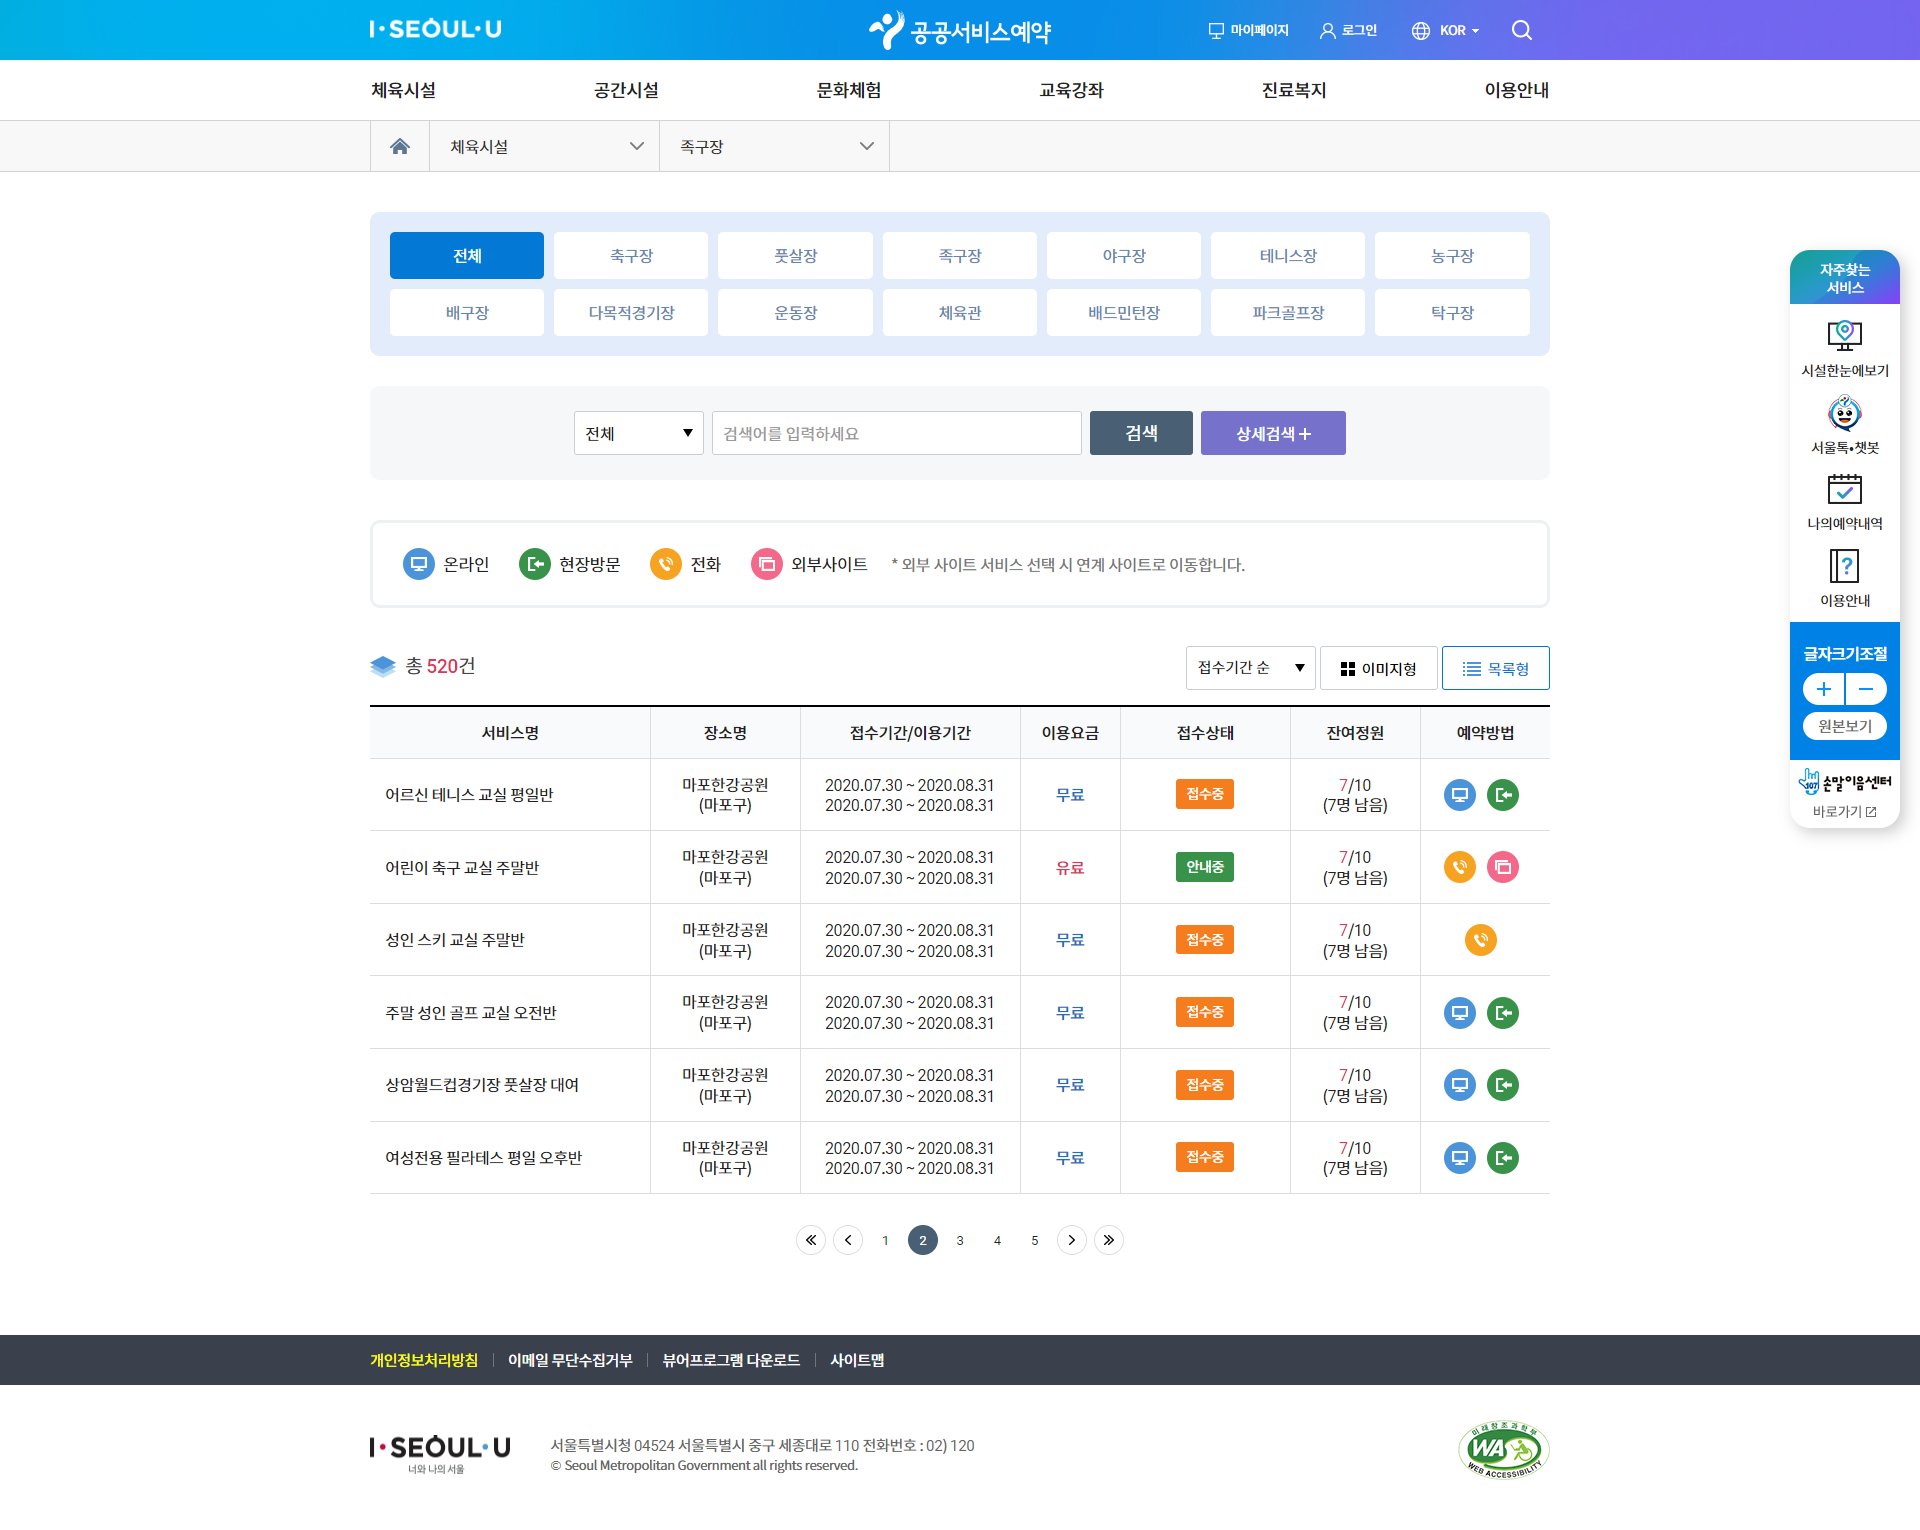 I·SEOUL·U
공공서비스예약
마이페이지
로그인
KOR
체육시설
공간시설
문화체험
교육강좌
진료복지
이용안내
체육시설
족구장
전체
축구장
풋살장
족구장
야구장
테니스장
농구장
배구장
다목적경기장
운동장
체육관
배드민턴장
파크골프장
탁구장
전체
검색어를 입력하세요
검색
상세검색
온라인
현장방문
전화
외부사이트
* 외부 사이트 서비스 선택 시 연계 사이트로 이동합니다.
총 520건
접수기간 순
이미지형
목록형
서비스명
장소명
접수기간/이용기간
이용요금
접수상태
잔여정원
예약방법
어르신 테니스 교실 평일반
마포한강공원
(마포구)
2020.07.30 ~ 2020.08.31
2020.07.30 ~ 2020.08.31
무료
접수중
7/10
(7명 남음)
어린이 축구 교실 주말반
마포한강공원
(마포구)
2020.07.30 ~ 2020.08.31
2020.07.30 ~ 2020.08.31
유료
안내중
7/10
(7명 남음)
성인 스키 교실 주말반
마포한강공원
(마포구)
2020.07.30 ~ 2020.08.31
2020.07.30 ~ 2020.08.31
무료
접수중
7/10
(7명 남음)
주말 성인 골프 교실 오전반
마포한강공원
(마포구)
2020.07.30 ~ 2020.08.31
2020.07.30 ~ 2020.08.31
무료
접수중
7/10
(7명 남음)
상암월드컵경기장 풋살장 대여
마포한강공원
(마포구)
2020.07.30 ~ 2020.08.31
2020.07.30 ~ 2020.08.31
무료
접수중
7/10
(7명 남음)
여성전용 필라테스 평일 오후반
마포한강공원
(마포구)
2020.07.30 ~ 2020.08.31
2020.07.30 ~ 2020.08.31
무료
접수중
7/10
(7명 남음)
1 2 3 4 5
자주찾는
서비스
시설한눈에보기
서울톡•챗봇
나의예약내역
?
이용안내
글자크기조절
+ −
원본보기
107 손말이음센터
바로가기
개인정보처리방침
이메일 무단수집거부
뷰어프로그램 다운로드
사이트맵
I·SEOUL·U
너와 나의 서울
서울특별시청 04524 서울특별시 중구 세종대로 110 전화번호 : 02) 120
© Seoul Metropolitan Government all rights reserved.
미래창조과학부
WA
WEB ACCESSIBILITY